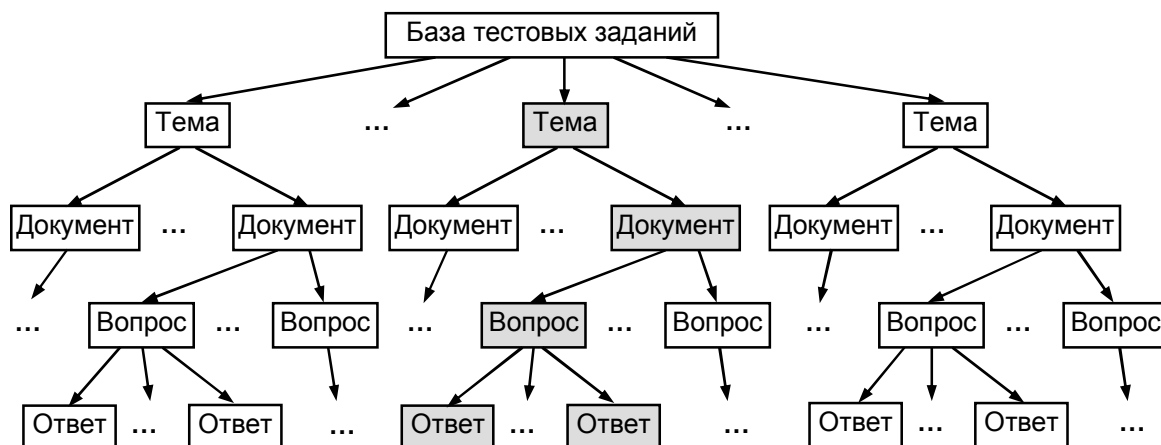 База тестовых заданий
Тема ... Тема ... Тема
Документ ... Документ Документ ... Документ Документ ... Документ
... Вопрос ... Вопрос ... Вопрос ... Вопрос ... Вопрос ... Вопрос
Ответ ... Ответ ... Ответ ... Ответ ... Ответ ... Ответ ...